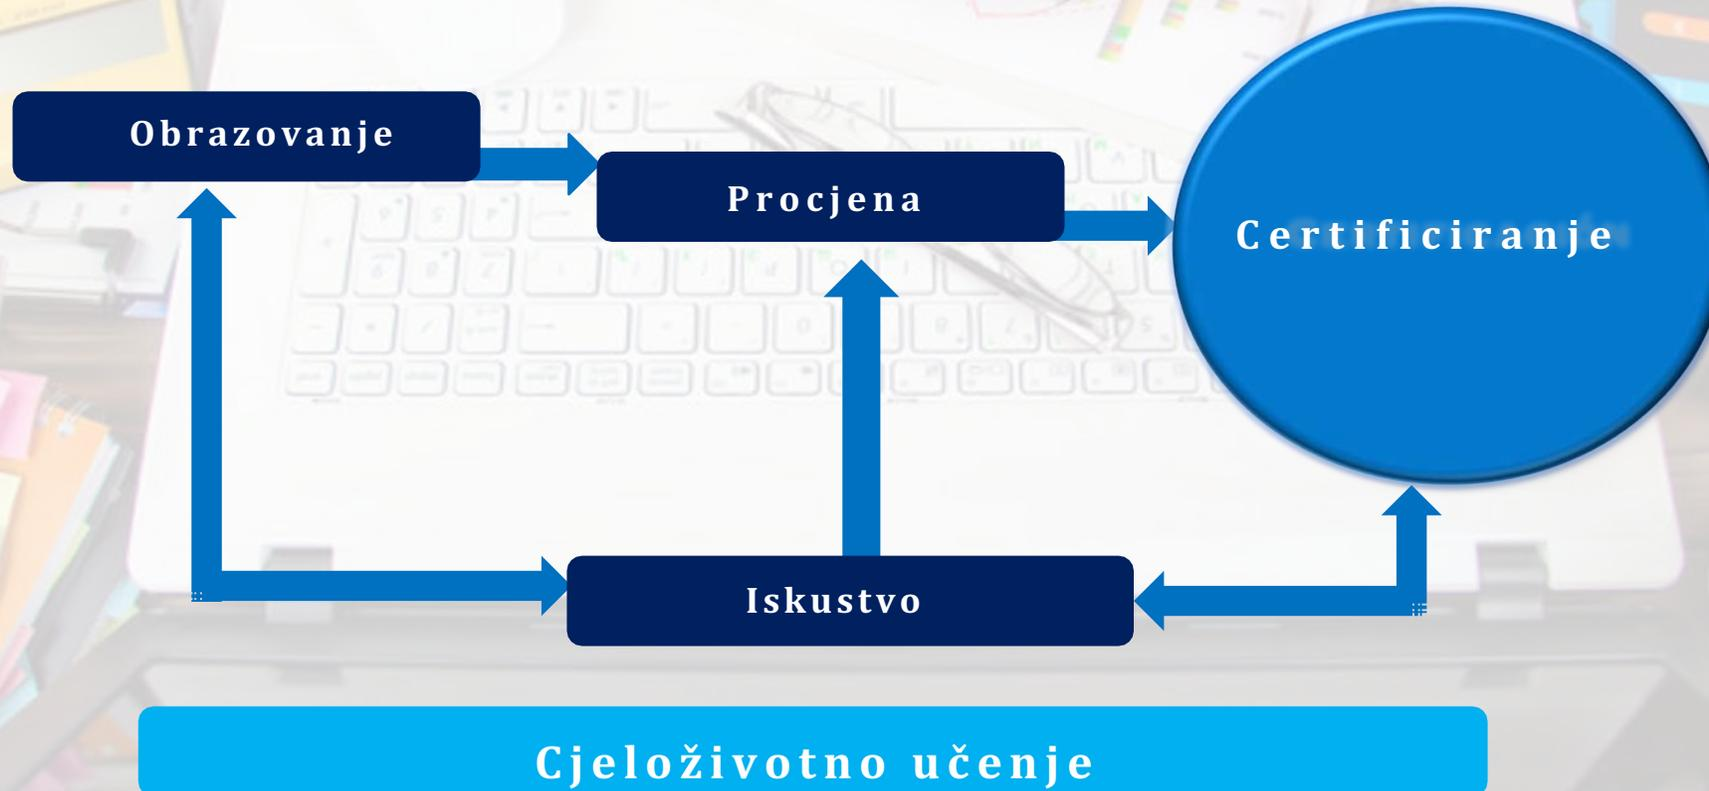 Obrazovanje
Procjena
Certificiranje
Iskustvo
Cjeloživotno učenje